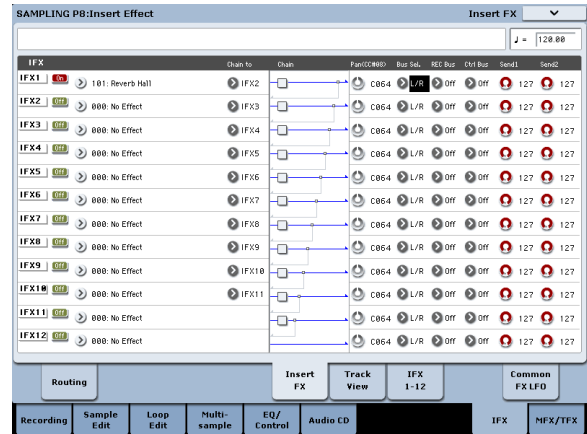 SAMPLING P8:Insert Effect Insert FX
♩ = 120.00
IFX Chain to Chain Pan(CC#08) Bus Sel. REC Bus Ctrl Bus Send1 Send2
IFX1 On 101: Reverb Hall IFX2 C064 L/R Off Off 127 127
IFX2 Off 000: No Effect IFX3 C064 L/R Off Off 127 127
IFX3 Off 000: No Effect IFX4 C064 L/R Off Off 127 127
IFX4 Off 000: No Effect IFX5 C064 L/R Off Off 127 127
IFX5 Off 000: No Effect IFX6 C064 L/R Off Off 127 127
IFX6 Off 000: No Effect IFX7 C064 L/R Off Off 127 127
IFX7 Off 000: No Effect IFX8 C064 L/R Off Off 127 127
IFX8 Off 000: No Effect IFX9 C064 L/R Off Off 127 127
IFX9 Off 000: No Effect IFX10 C064 L/R Off Off 127 127
IFX10 Off 000: No Effect IFX11 C064 L/R Off Off 127 127
IFX11 Off 000: No Effect C064 L/R Off Off 127 127
IFX12 Off 000: No Effect C064 L/R Off Off 127 127
Routing
Insert
FX
Track
View
IFX
1-12
Common
FX LFO
Recording
Sample
Edit
Loop
Edit
Multi-
sample
EQ/
Control
Audio CD
IFX
MFX/TFX